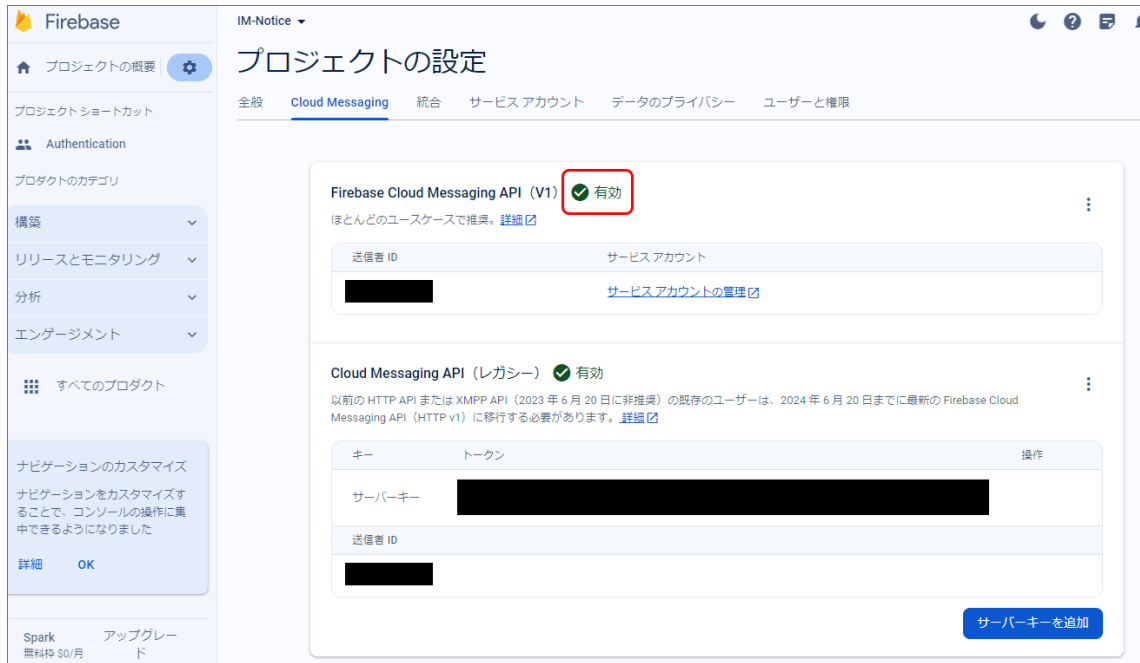 Firebase
IM-Notice
プロジェクトの概要
プロジェクトの設定
全般 Cloud Messaging 統合 サービス アカウント データのプライバシー ユーザーと権限
プロジェクト ショートカット
Authentication
プロダクトのカテゴリ
構築
リリースとモニタリング
分析
エンゲージメント
すべてのプロダクト
ナビゲーションのカスタマイズ
ナビゲーションをカスタマイズす
ることで、コンソールの操作に集
中できるようになりました
詳細 OK
Spark
無料枠 $0/月
アップグレー
ド
Firebase Cloud Messaging API（V1） 有効
ほとんどのユースケースで推奨。詳細
送信者 ID サービス アカウント
サービス アカウントの管理
Cloud Messaging API（レガシー） 有効
以前の HTTP API または XMPP API（2023 年 6 月 20 日に非推奨）の既存のユーザーは、2024 年 6 月 20 日までに最新の Firebase Cloud
Messaging API（HTTP v1）に移行する必要があります。詳細
キー トークン 操作
サーバーキー
送信者 ID
サーバーキーを追加